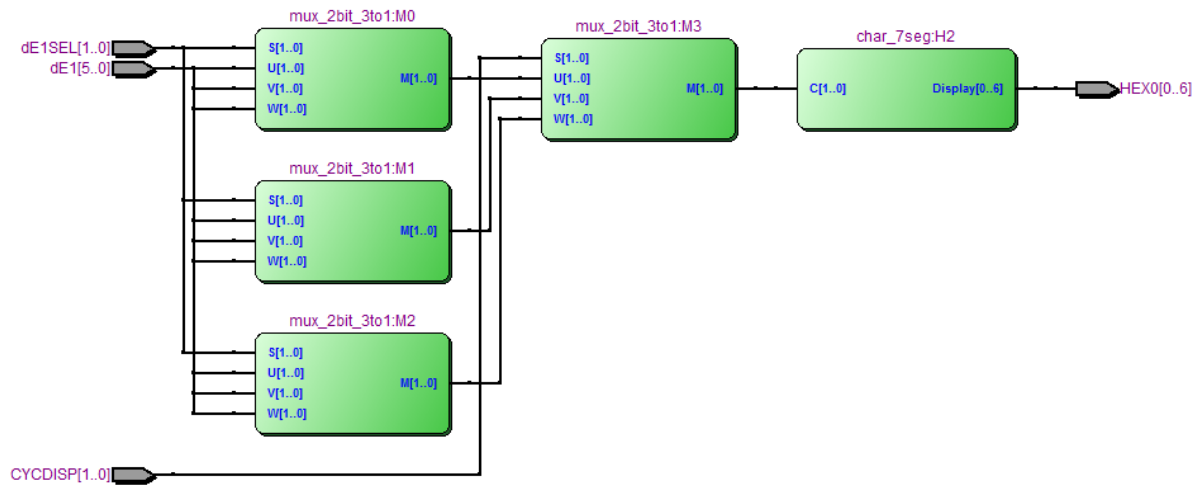 mux_2bit_3to1:M0
dE1SEL[1..0]
dE1[5..0]
S[1..0]
U[1..0]
V[1..0]
W[1..0]
M[1..0]
mux_2bit_3to1:M3
S[1..0]
U[1..0]
V[1..0]
W[1..0]
M[1..0]
char_7seg:H2
C[1..0]
Display[0..6]
HEX0[0..6]
mux_2bit_3to1:M1
S[1..0]
U[1..0]
V[1..0]
W[1..0]
M[1..0]
mux_2bit_3to1:M2
S[1..0]
U[1..0]
V[1..0]
W[1..0]
M[1..0]
CYCDISP[1..0]